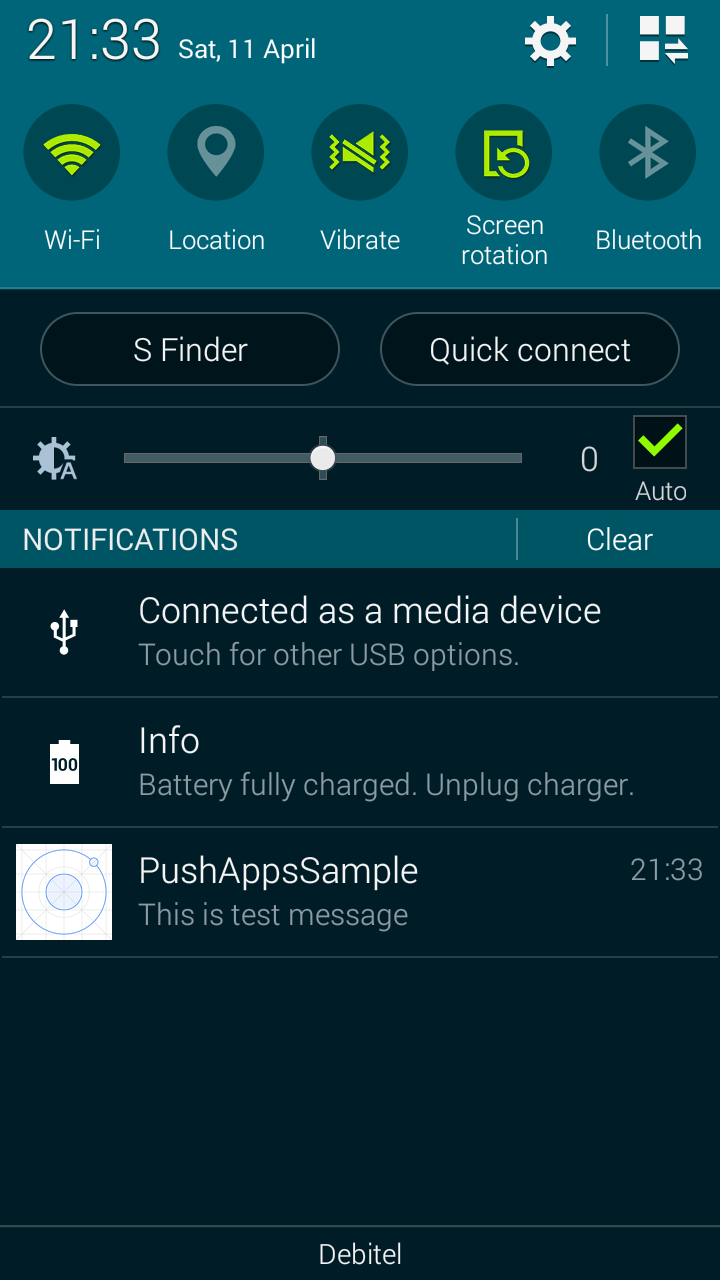 21:33 Sat, 11 April
Wi-Fi
Location
Vibrate
Screen
rotation
Bluetooth
S Finder
Quick connect
A
0
Auto
NOTIFICATIONS
Clear
Connected as a media device
Touch for other USB options.
100
Info
Battery fully charged. Unplug charger.
PushAppsSample
21:33
This is test message
Debitel